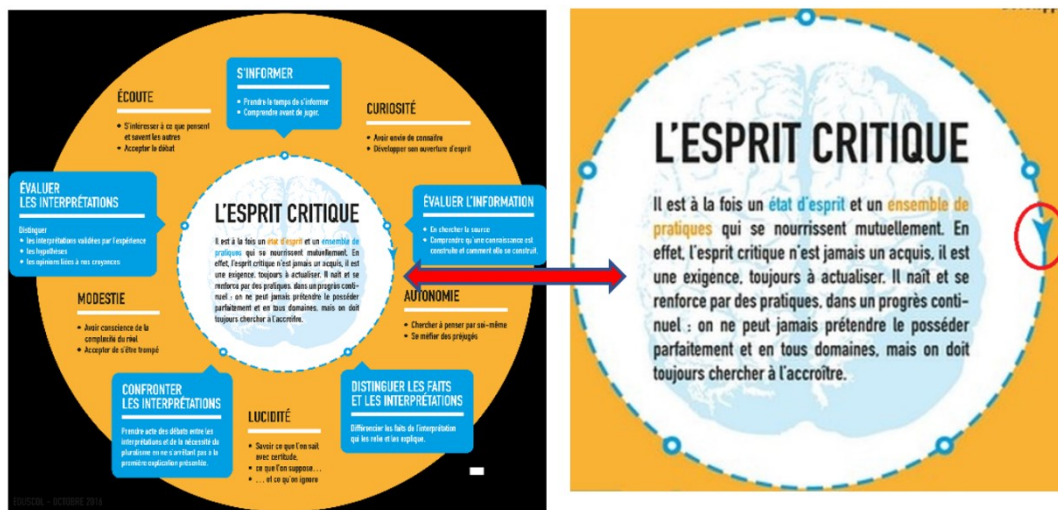 S'INFORMER
• Prendre le temps de s'informer
• Comprendre avant de juger.
ÉCOUTE
• S'intéresser à ce que pensent
et savent les autres
• Accepter le débat
CURIOSITÉ
• Avoir envie de connaître
• Développer son ouverture d'esprit
ÉVALUER
LES INTERPRÉTATIONS
Distinguer
• les interprétations validées par l'expérience
• les hypothèses
• les opinions liées à nos croyances
ÉVALUER L'INFORMATION
• En chercher la source
• Comprendre qu'une connaissance est
construite et comment elle se construit.
L'ESPRIT CRITIQUE
Il est à la fois un état d'esprit et un ensemble de
pratiques qui se nourrissent mutuellement. En
effet, l'esprit critique n'est jamais un acquis, il est
une exigence, toujours à actualiser. Il naît et se
renforce par des pratiques, dans un progrès conti-
nuel : on ne peut jamais prétendre le posséder
parfaitement et en tous domaines, mais on doit
toujours chercher à l'accroître.
MODESTIE
• Avoir conscience de la
complexité du réel
• Accepter de s'être trompé
AUTONOMIE
• Chercher à penser par soi-même
• Se méfier des préjugés
CONFRONTER
LES INTERPRÉTATIONS
Prendre acte des débats entre les
interprétations et de la nécessité du
pluralisme en ne s'arrêtant pas à la
première explication présentée.
LUCIDITÉ
• Savoir ce que l'on sait
avec certitude,
• ce que l'on suppose...
• ... et ce qu'on ignore
DISTINGUER LES FAITS
ET LES INTERPRÉTATIONS
Différencier les faits de l'interprétation
qui les relie et les explique.
EDUSCOL - OCTOBRE 2016
L'ESPRIT CRITIQUE
Il est à la fois un état d'esprit et un ensemble de
pratiques qui se nourrissent mutuellement. En
effet, l'esprit critique n'est jamais un acquis, il est
une exigence, toujours à actualiser. Il naît et se
renforce par des pratiques, dans un progrès conti-
nuel : on ne peut jamais prétendre le posséder
parfaitement et en tous domaines, mais on doit
toujours chercher à l'accroître.